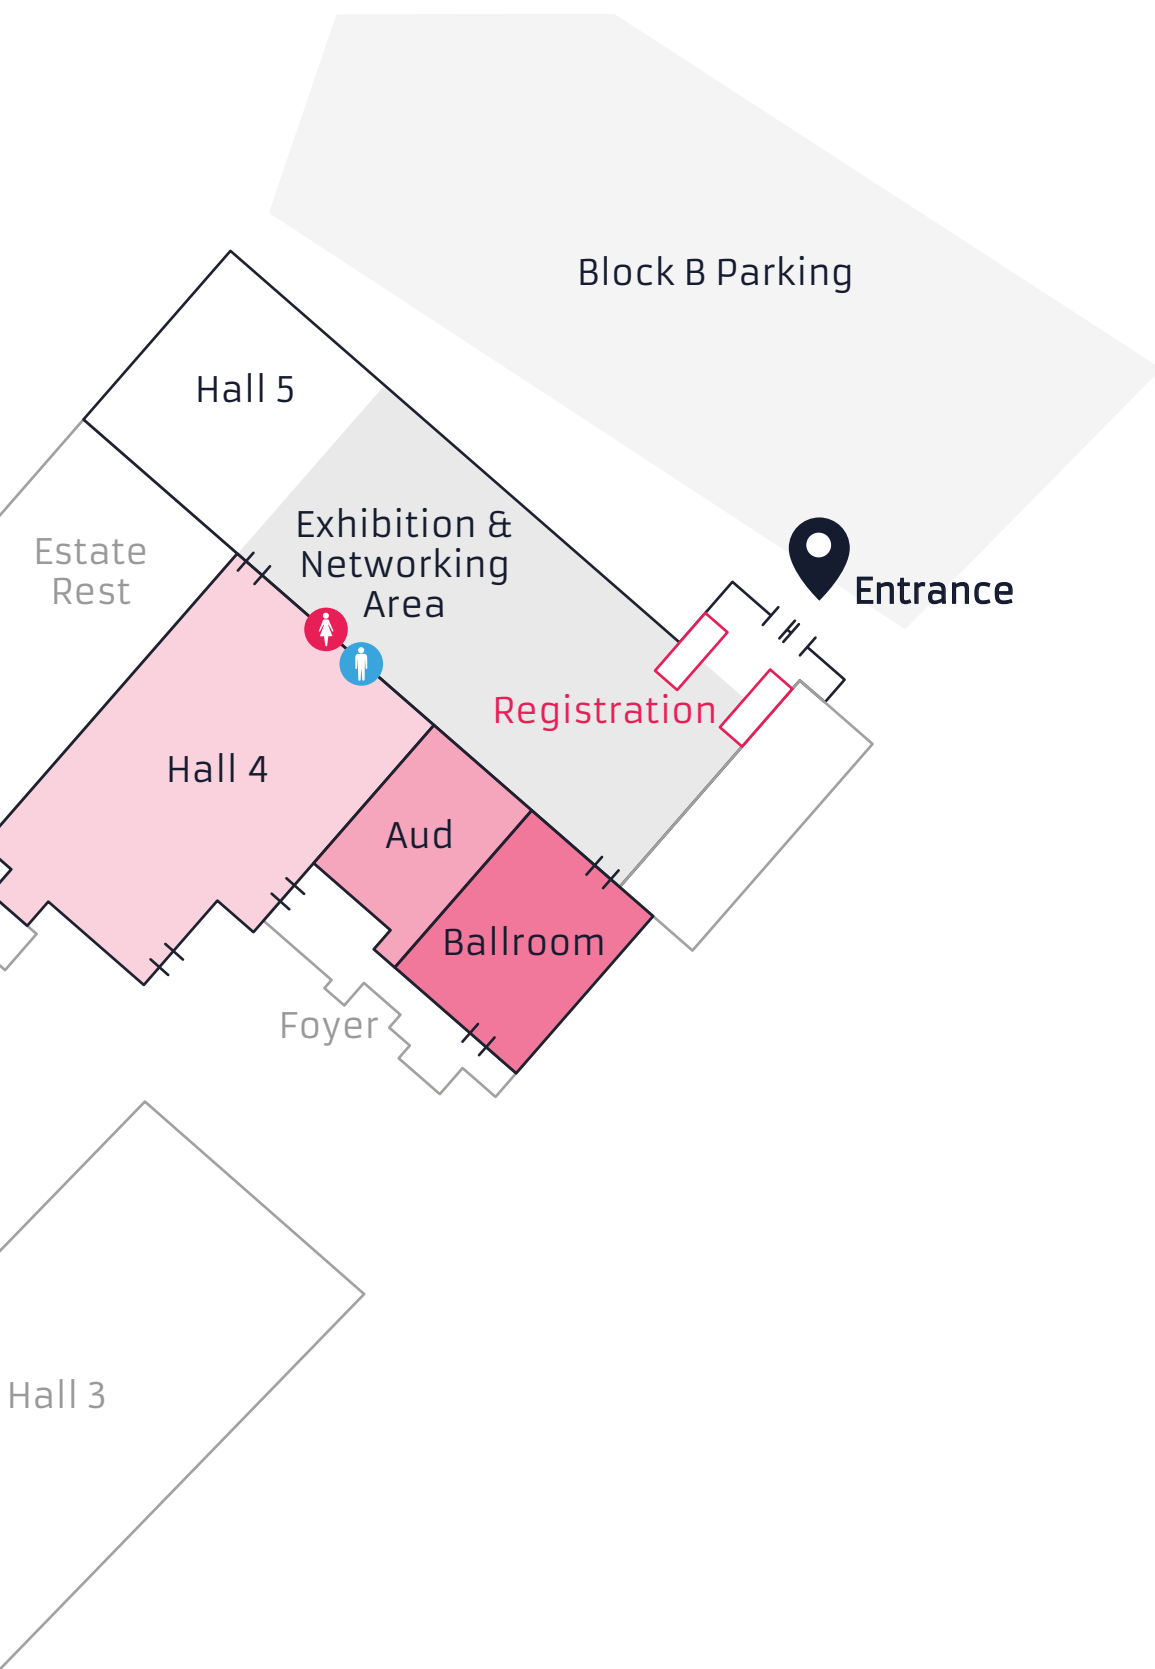 Block B Parking
Hall 5
Exhibition &
Networking
Area
Estate
Rest
Entrance
Registration
Hall 4
Aud
Ballroom
Foyer
Hall 3